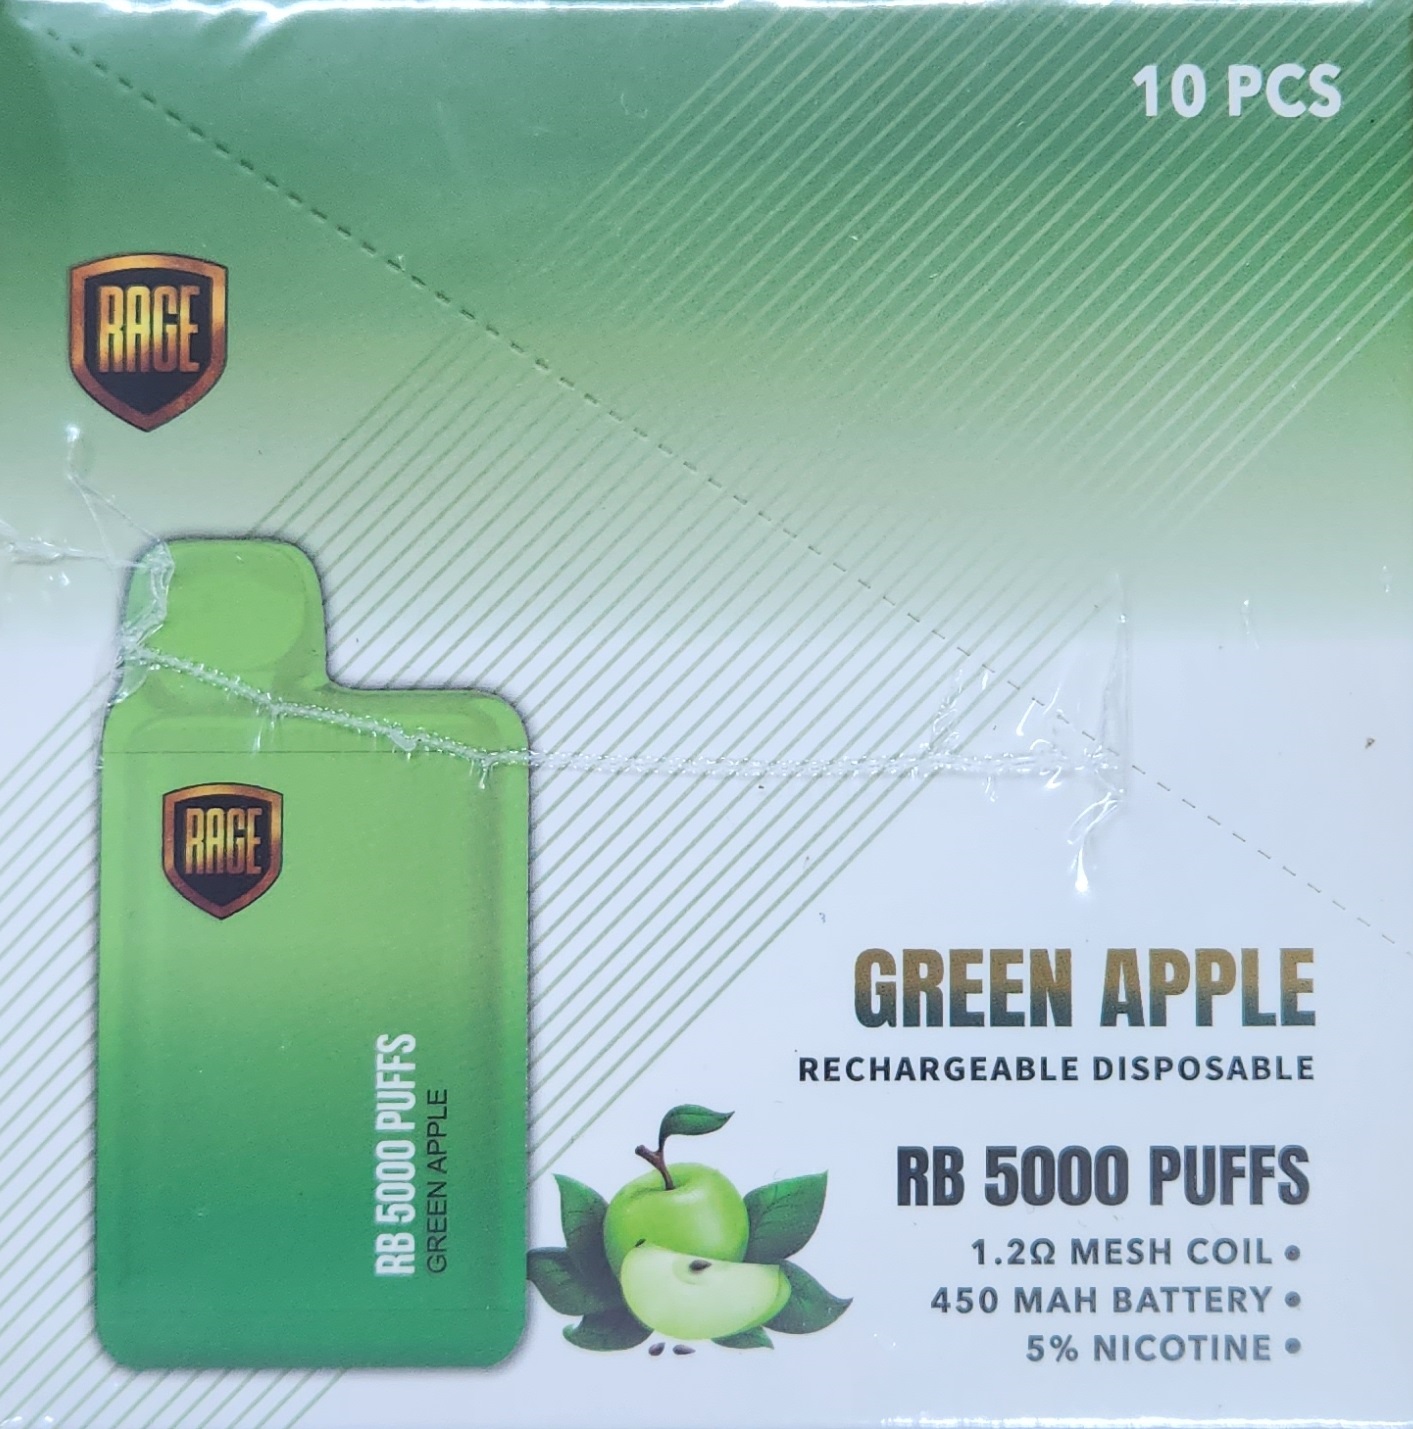 10 PCS
RAGE
RAGE
RB 5000 PUFFS
GREEN APPLE
GREEN APPLE
RECHARGEABLE DISPOSABLE
RB 5000 PUFFS
1.2Ω MESH COIL •
450 MAH BATTERY •
5% NICOTINE •